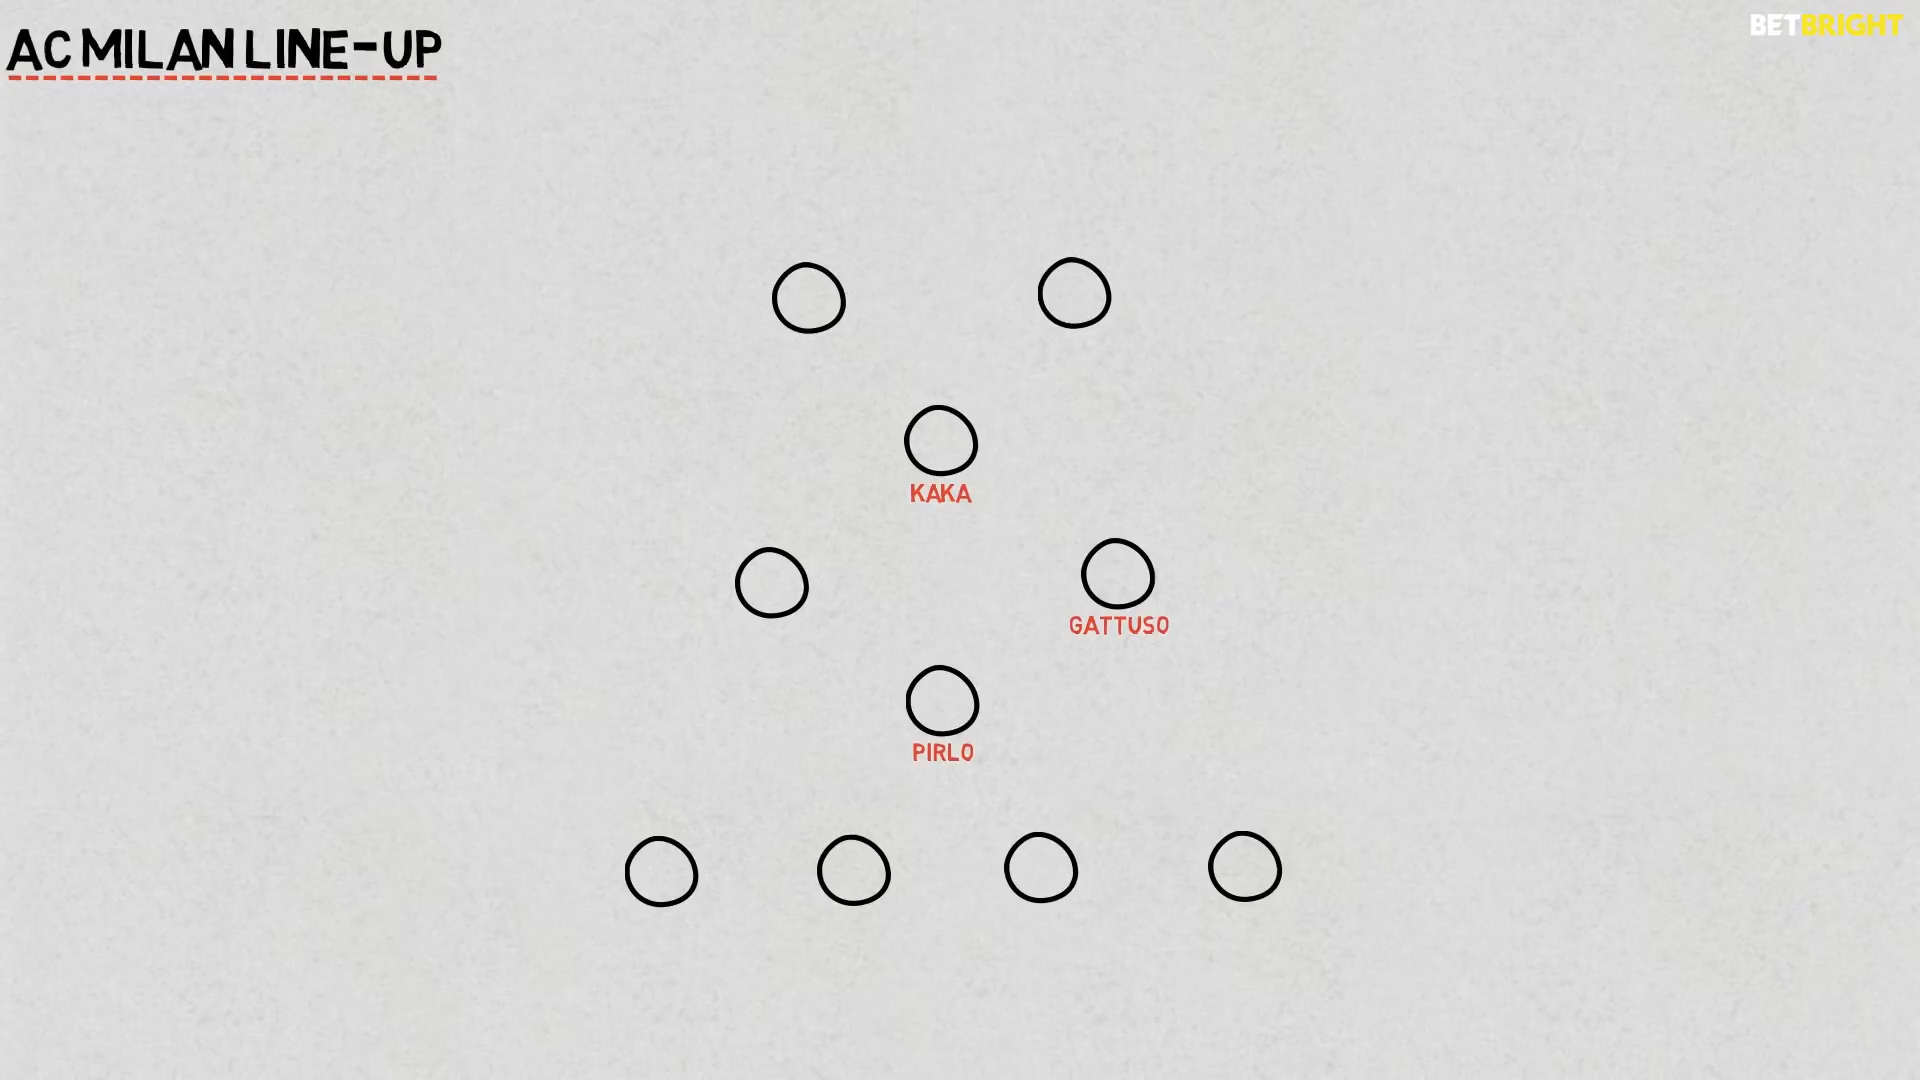 AC MILAN LINE-UP
BETBRIGHT
KAKA
GATTUSO
PIRLO